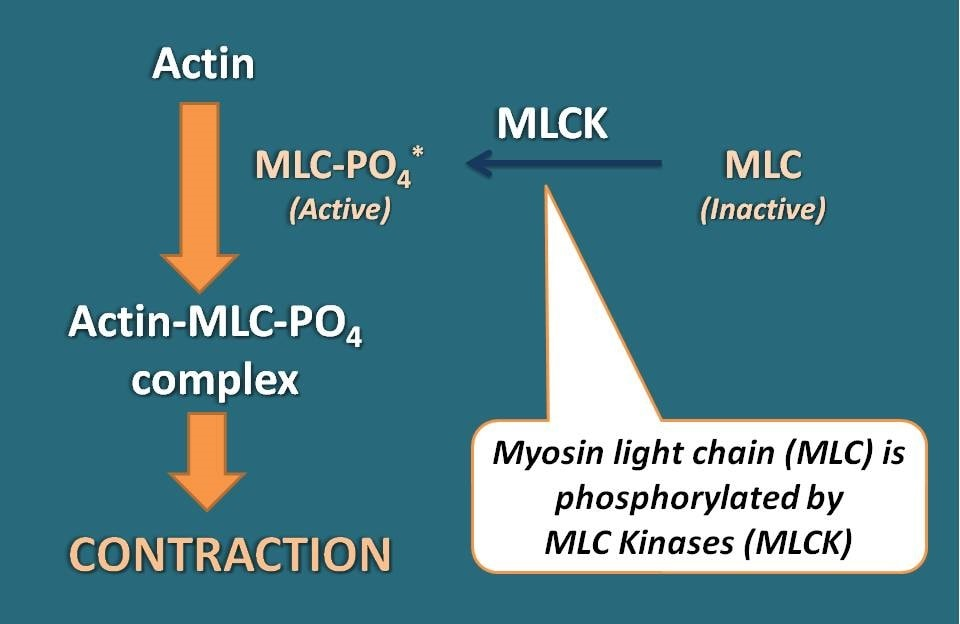 Actin
MLCK
MLC-PO4*
(Active)
MLC
(Inactive)
Actin-MLC-PO4
complex
CONTRACTION
Myosin light chain (MLC) is
phosphorylated by
MLC Kinases (MLCK)